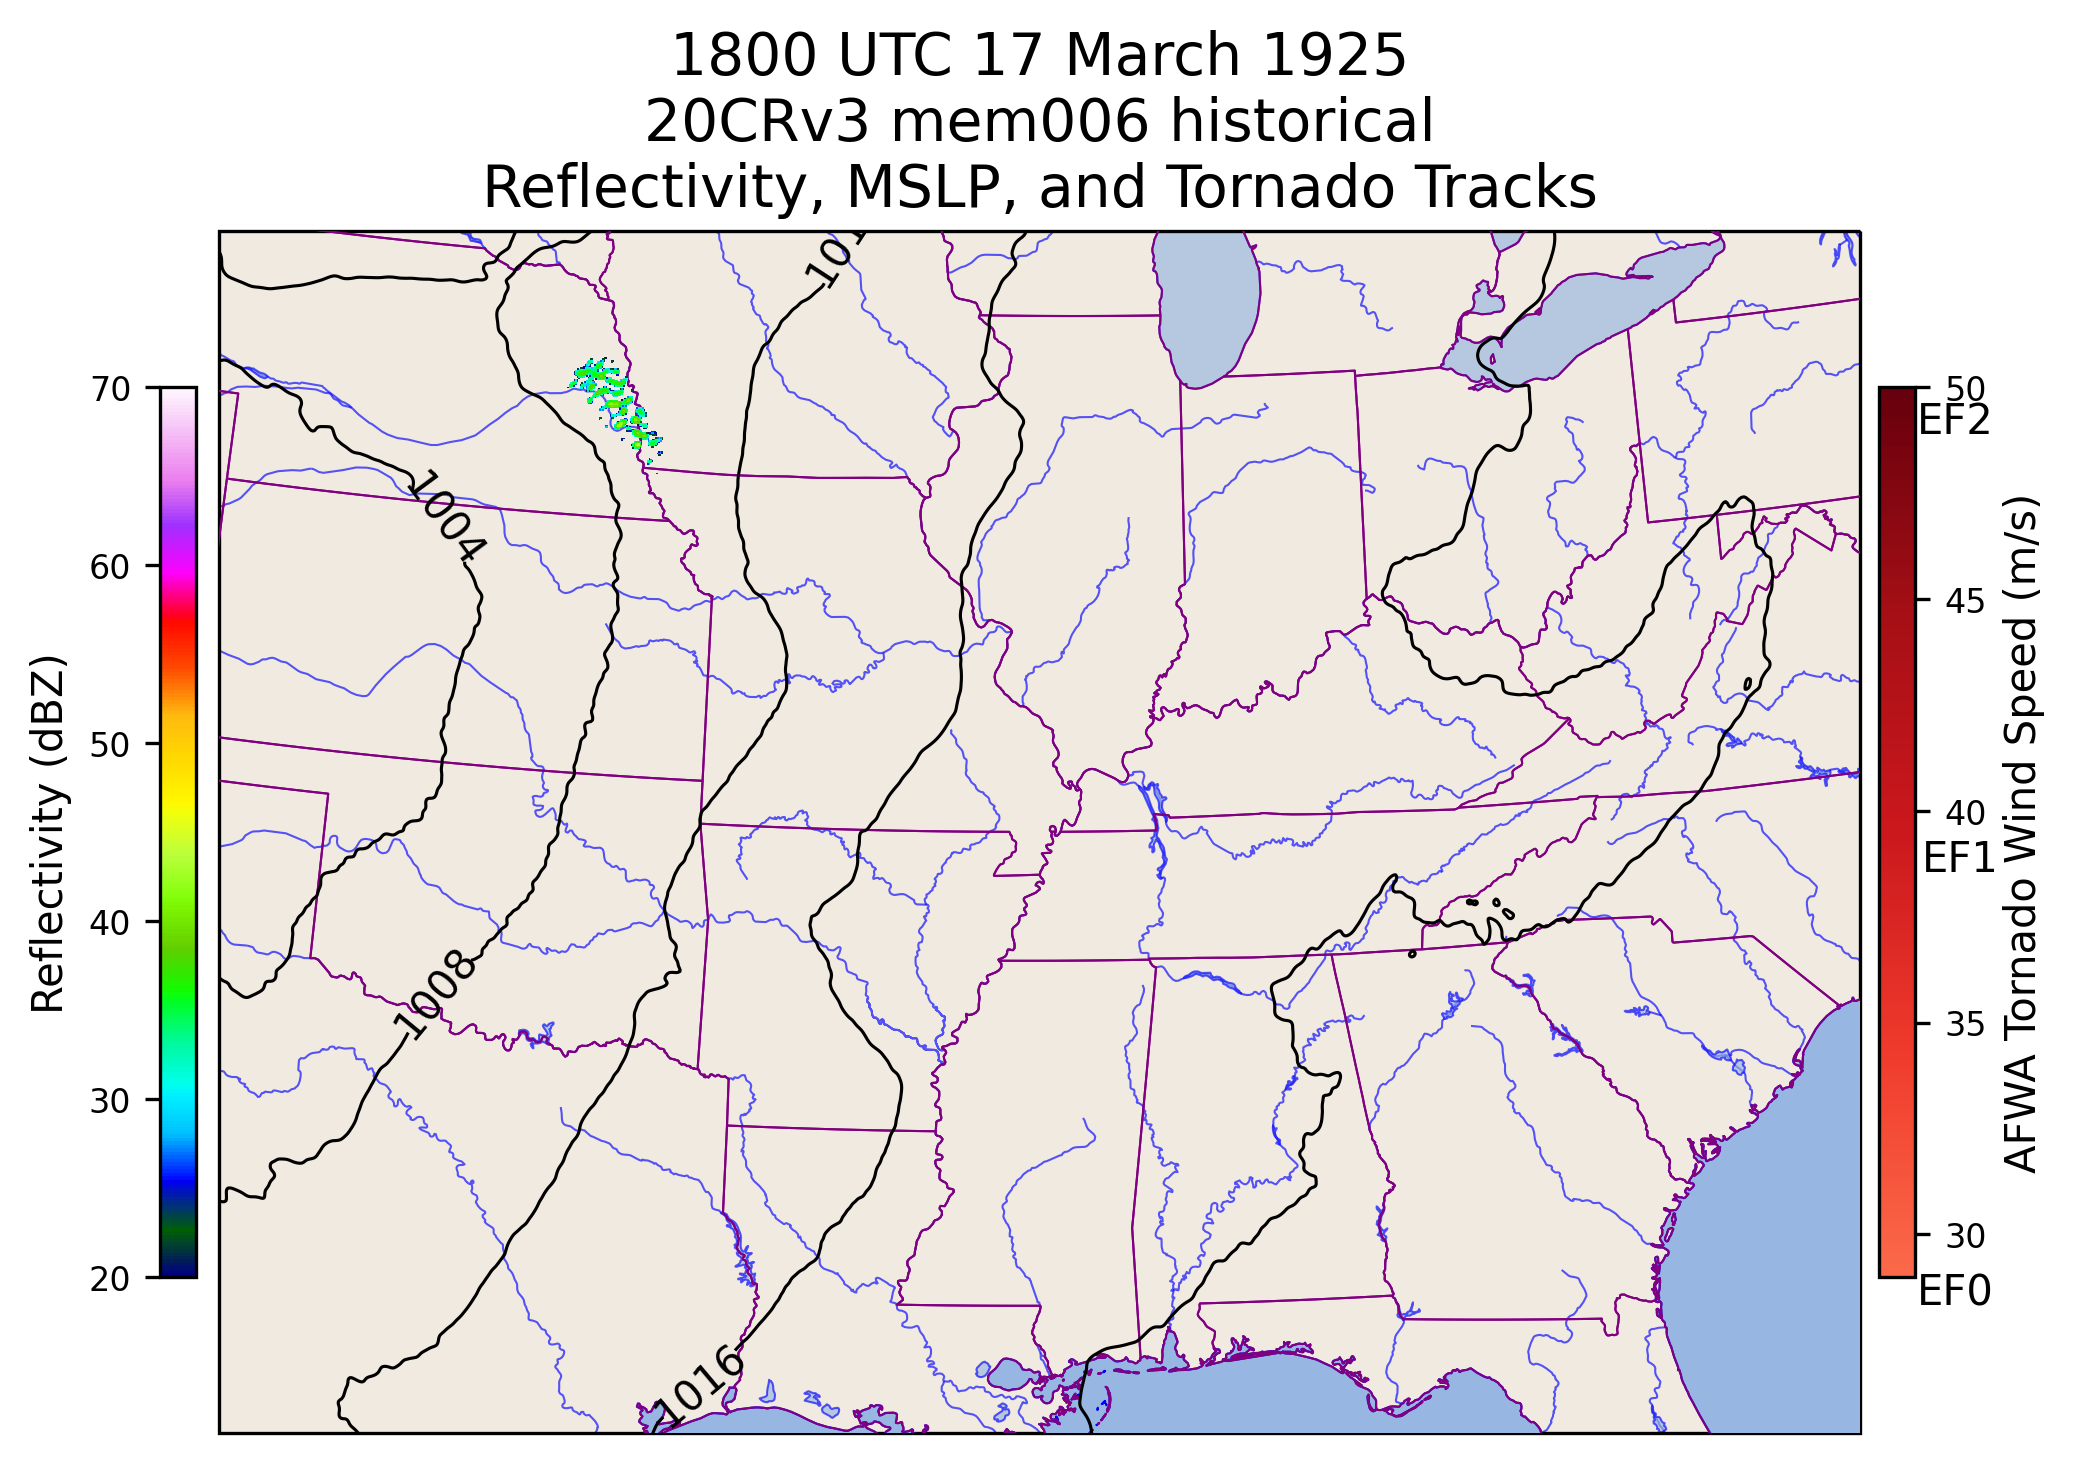 1800 UTC 17 March 1925
20CRv3 mem006 historical
Reflectivity, MSLP, and Tornado Tracks
1004
1008
1016
70
60
50
40
30
20
Reflectivity (dBZ)
50
EF2
45
40
EF1
35
30
EF0
AFWA Tornado Wind Speed (m/s)